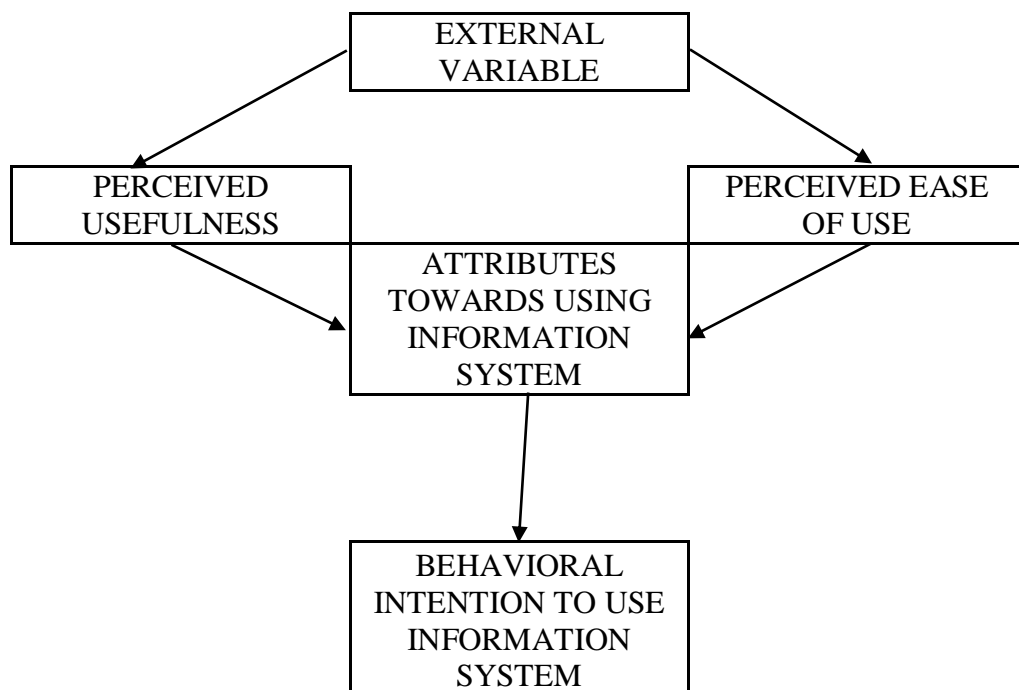 EXTERNAL
VARIABLE
PERCEIVED
USEFULNESS
PERCEIVED EASE
OF USE
ATTRIBUTES
TOWARDS USING
INFORMATION
SYSTEM
BEHAVIORAL
INTENTION TO USE
INFORMATION
SYSTEM